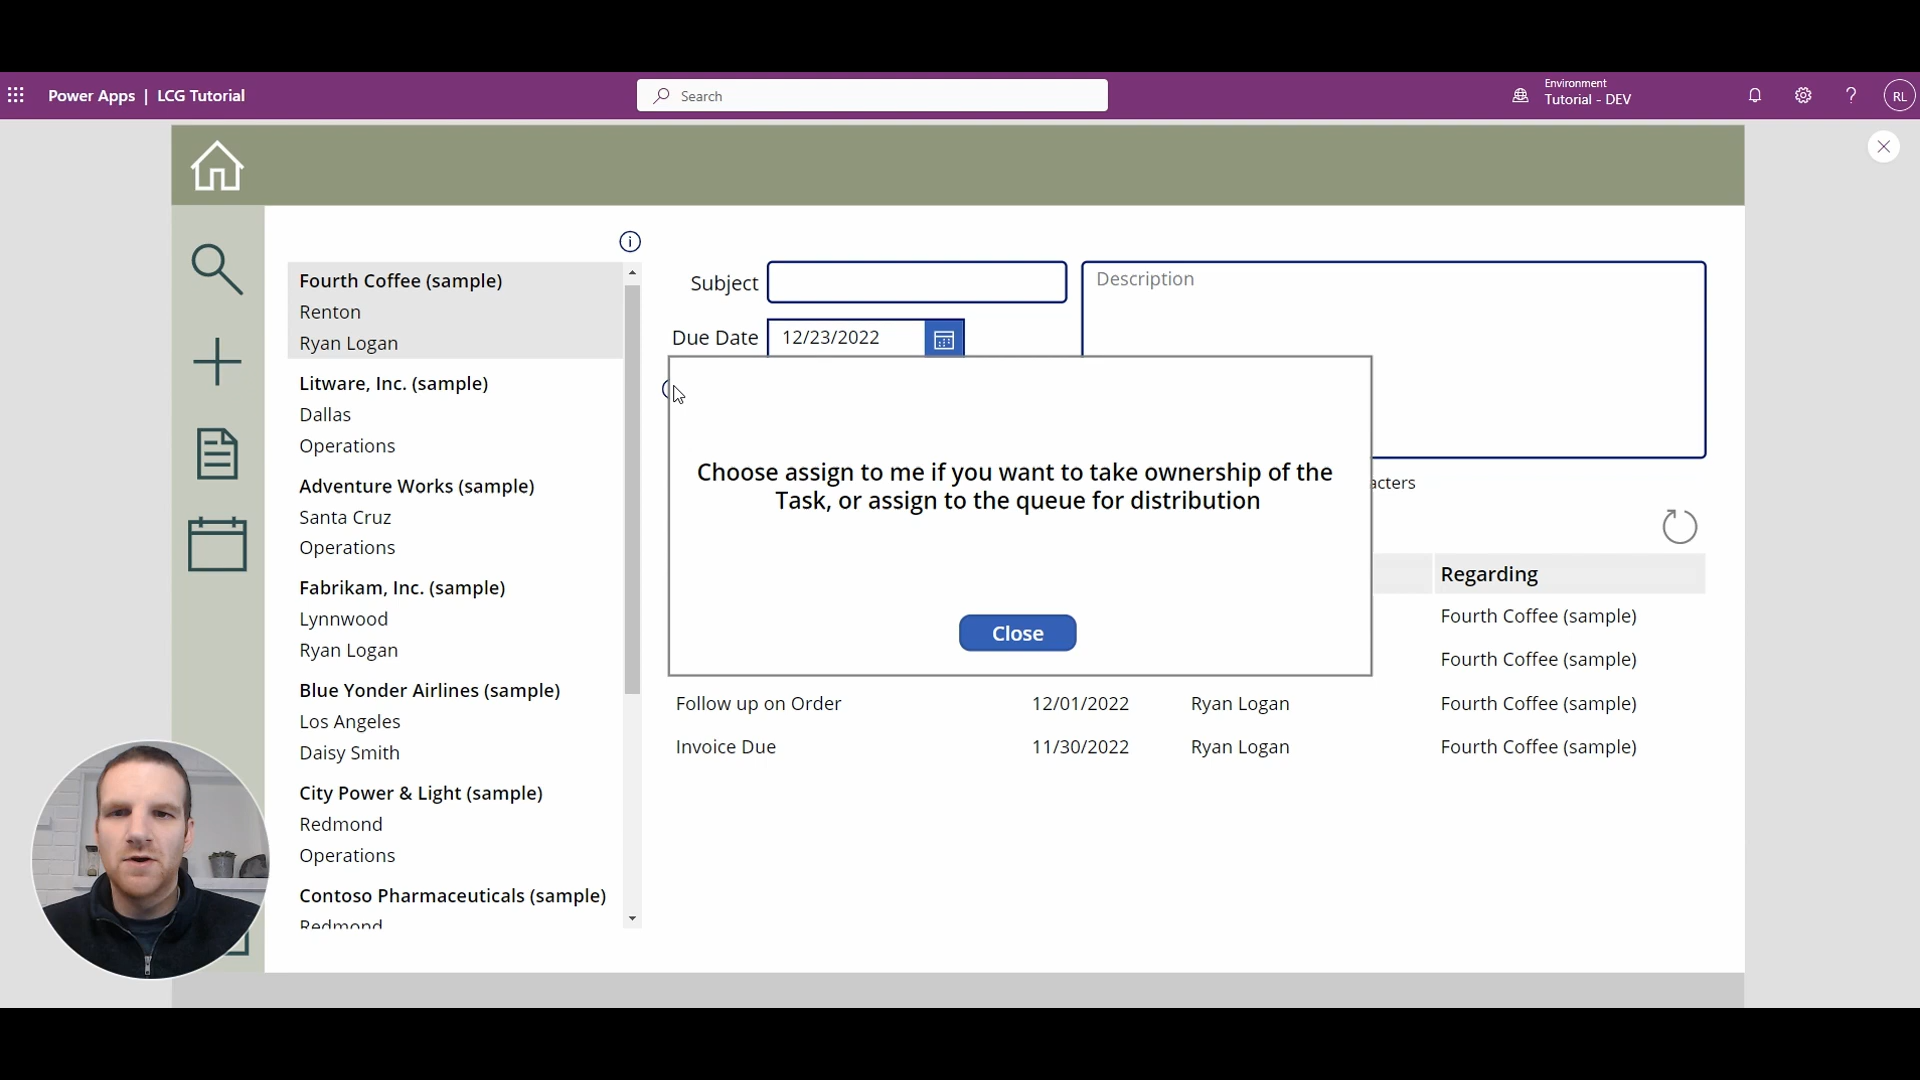 Power Apps | LCG Tutorial
Search
Environment
Tutorial - DEV
?
RL
Fourth Coffee (sample)
Renton
Ryan Logan
Litware, Inc. (sample)
Dallas
Operations
Adventure Works (sample)
Santa Cruz
Operations
Fabrikam, Inc. (sample)
Lynnwood
Ryan Logan
Blue Yonder Airlines (sample)
Los Angeles
Daisy Smith
City Power & Light (sample)
Redmond
Operations
Contoso Pharmaceuticals (sample)
Redmond
Subject
Description
Due Date 12/23/2022
Choose assign to me if you want to take ownership of the
Task, or assign to the queue for distribution
Close
acters
Regarding
Fourth Coffee (sample)
Fourth Coffee (sample)
Follow up on Order 12/01/2022 Ryan Logan Fourth Coffee (sample)
Invoice Due 11/30/2022 Ryan Logan Fourth Coffee (sample)